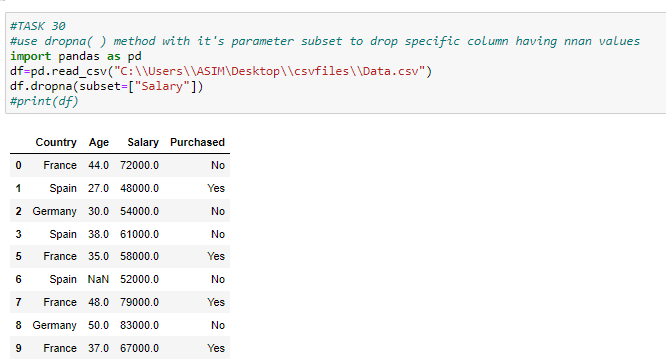 #TASK 30
#use dropna( ) method with it's parameter subset to drop specific column having nnan values
import pandas as pd
df=pd.read_csv("C:\\Users\\ASIM\Desktop\\csvfiles\\Data.csv")
df.dropna(subset=["Salary"])
#print(df)
Country Age Salary Purchased
0 France 44.0 72000.0 No
1 Spain 27.0 48000.0 Yes
2 Germany 30.0 54000.0 No
3 Spain 38.0 61000.0 No
5 France 35.0 58000.0 Yes
6 Spain NaN 52000.0 No
7 France 48.0 79000.0 Yes
8 Germany 50.0 83000.0 No
9 France 37.0 67000.0 Yes